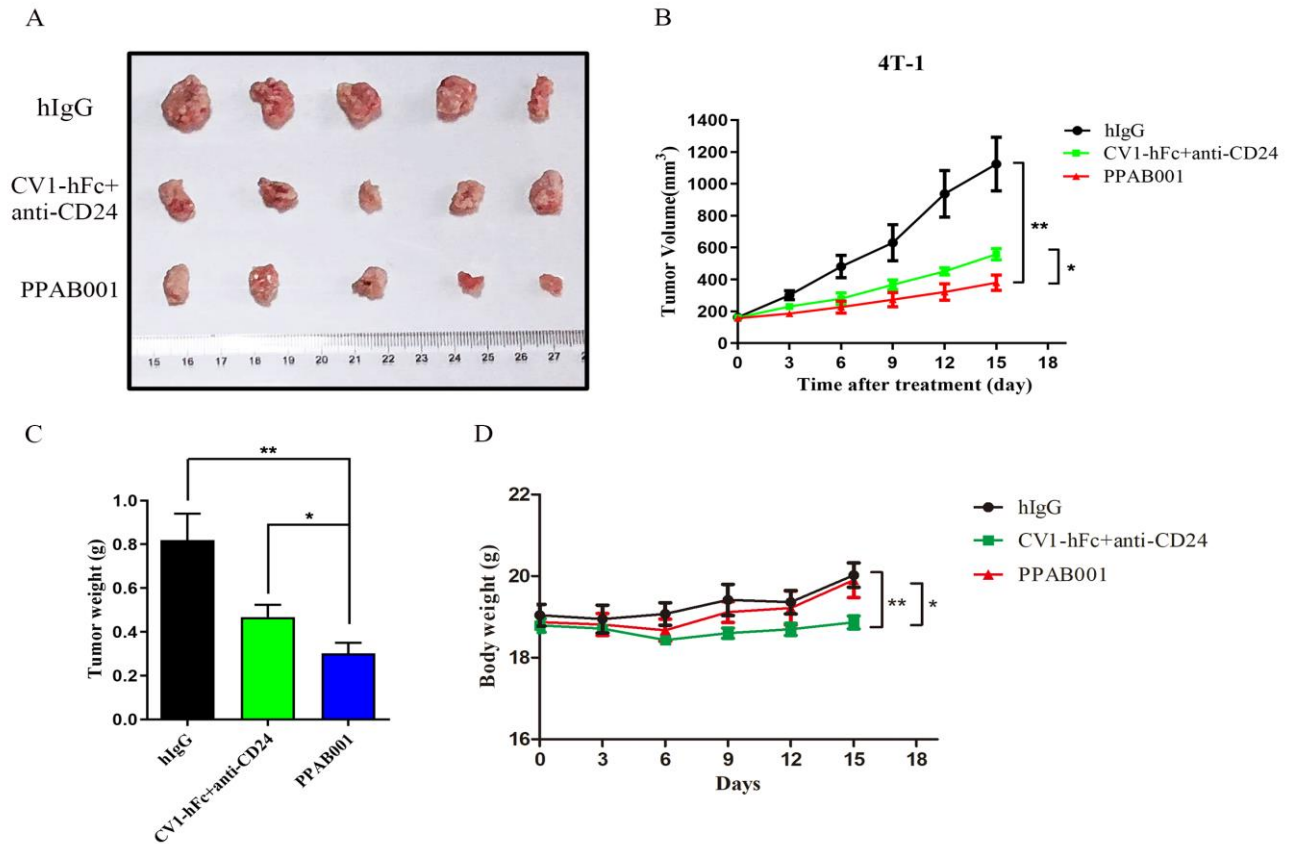 A
hIgG
CV1-hFc+
anti-CD24
PPAB001
15 16 17 18 19 20 21 22 23 24 25 26 27
B
4T-1
Tumor Volume(mm3)
1400
1200
1000
800
600
400
200
0
0 3 6 9 12 15 18
Time after treatment (day)
hIgG
CV1-hFc+anti-CD24
PPAB001
**
*
C
**
*
Tumor weight (g)
1.0
0.8
0.6
0.4
0.2
0.0
hIgG
CV1-hFc+anti-CD24
PPAB001
D
Body weight (g)
22
20
18
16
0 3 6 9 12 15 18
Days
hIgG
CV1-hFc+anti-CD24
PPAB001
**
*